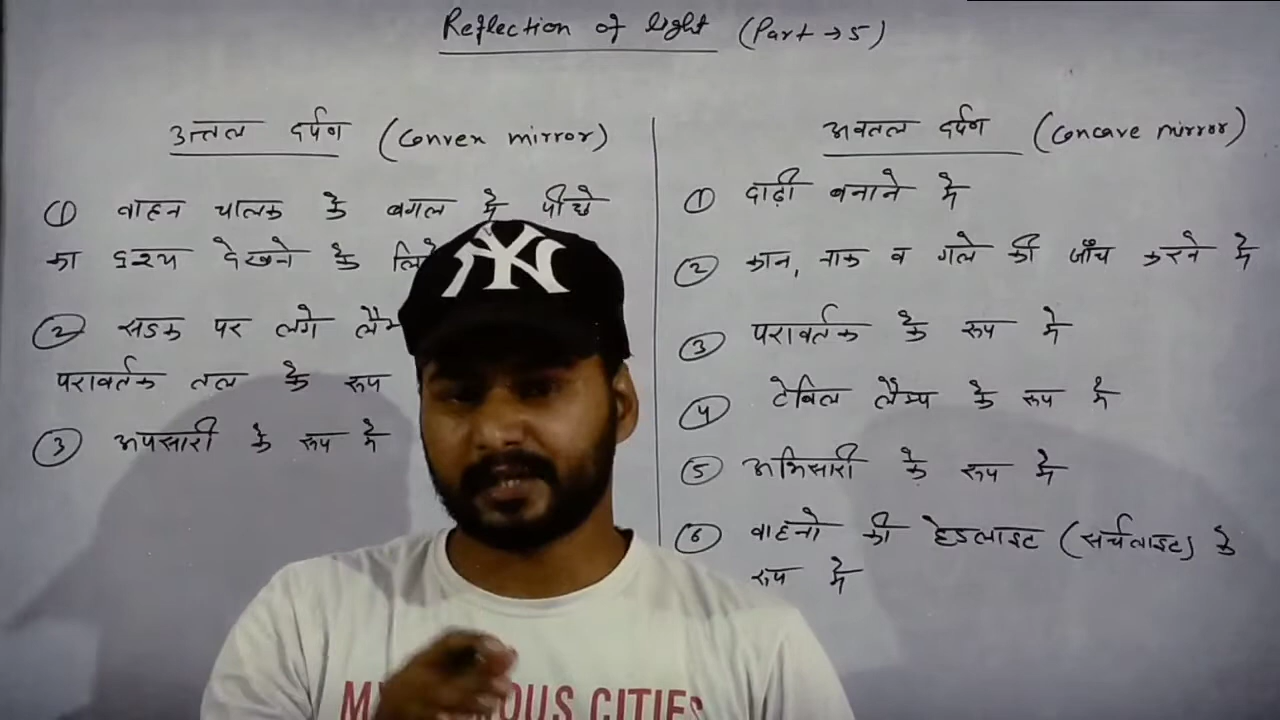 Reflection of light (Part → 5)
उत्तल दर्पण (Convex mirror)
① वाहन चालक के बगल में पीछे
का दृश्य देखने के लिये
② सडक पर लगे
परावर्तक तल के रूप
③ अपसारी के रूप में
अवतल दर्पण (Concave mirror)
① दाढ़ी बनाने में
② कान, नाक व गले की जाँच करने में
③ परावर्तक के रूप में
④ टेबिल लैम्प के रूप में
⑤ अभिसारी के रूप में
⑥ वाहनो की हेडलाइट (सर्चलाइट) के
रूप में
NY
CITIES